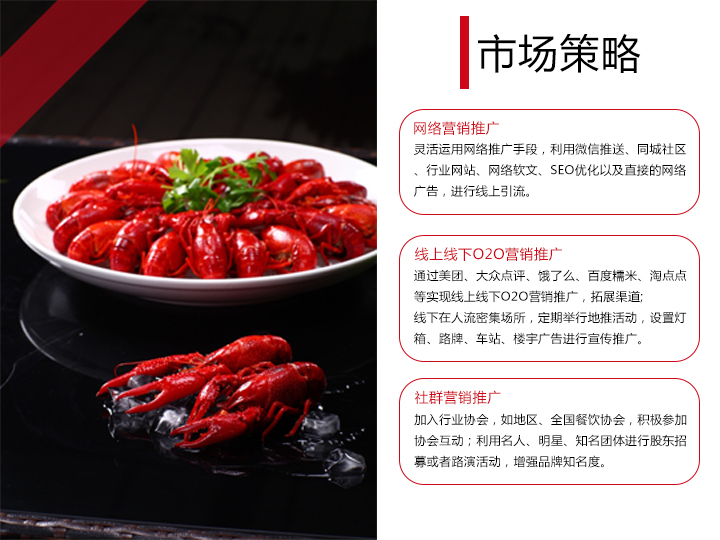 市场策略
网络营销推广
灵活运用网络推广手段，利用微信推送、同城社区
、行业网站、网络软文、SEO优化以及直接的网络
广告，进行线上引流。
线上线下O2O营销推广
通过美团、大众点评、饿了么、百度糯米、淘点点
等实现线上线下O2O营销推广，拓展渠道;
线下在人流密集场所，定期举行地推活动，设置灯
箱、路牌、车站、楼宇广告进行宣传推广。
社群营销推广
加入行业协会，如地区、全国餐饮协会，积极参加
协会互动；利用名人、明星、知名团体进行股东招
募或者路演活动，增强品牌知名度。